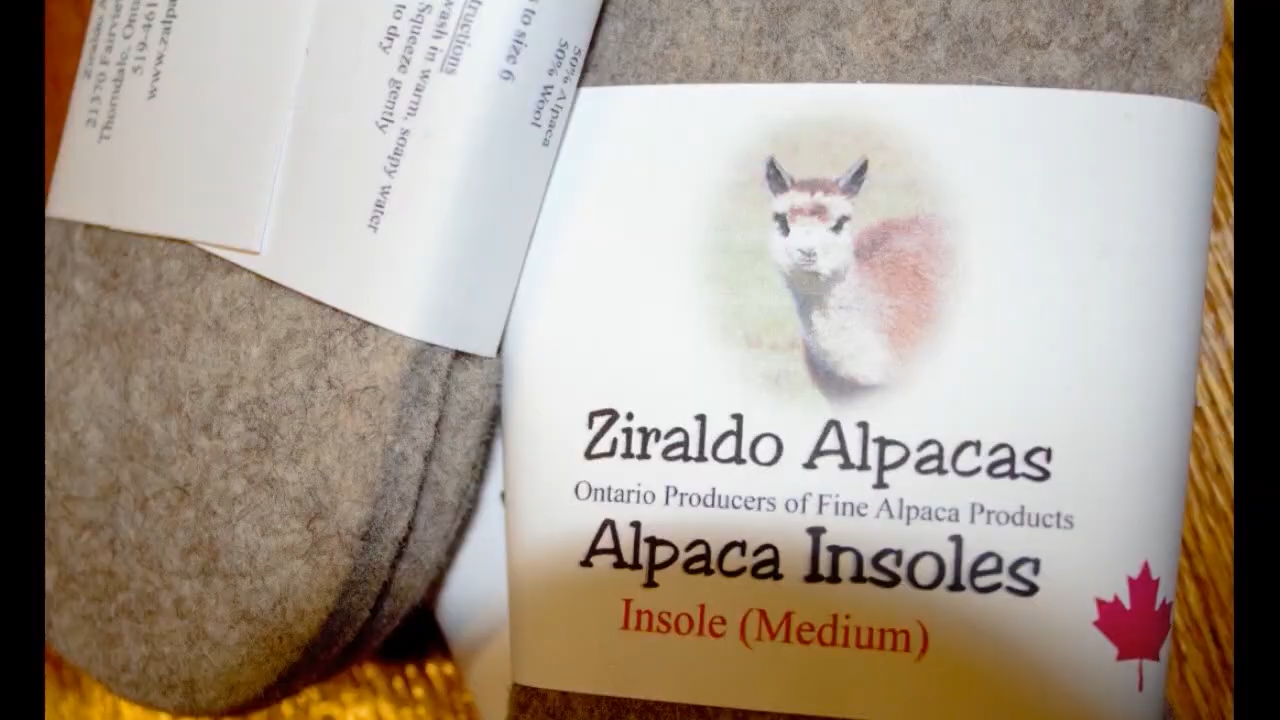 50% Alpaca
50% Wool
to size 6
wash in warm, soapy water
Squeeze gently
to dry
519-461
21370
Thorndale,
Ziraldo Alpacas
Ontario Producers of Fine Alpaca Products
Alpaca Insoles
Insole (Medium)